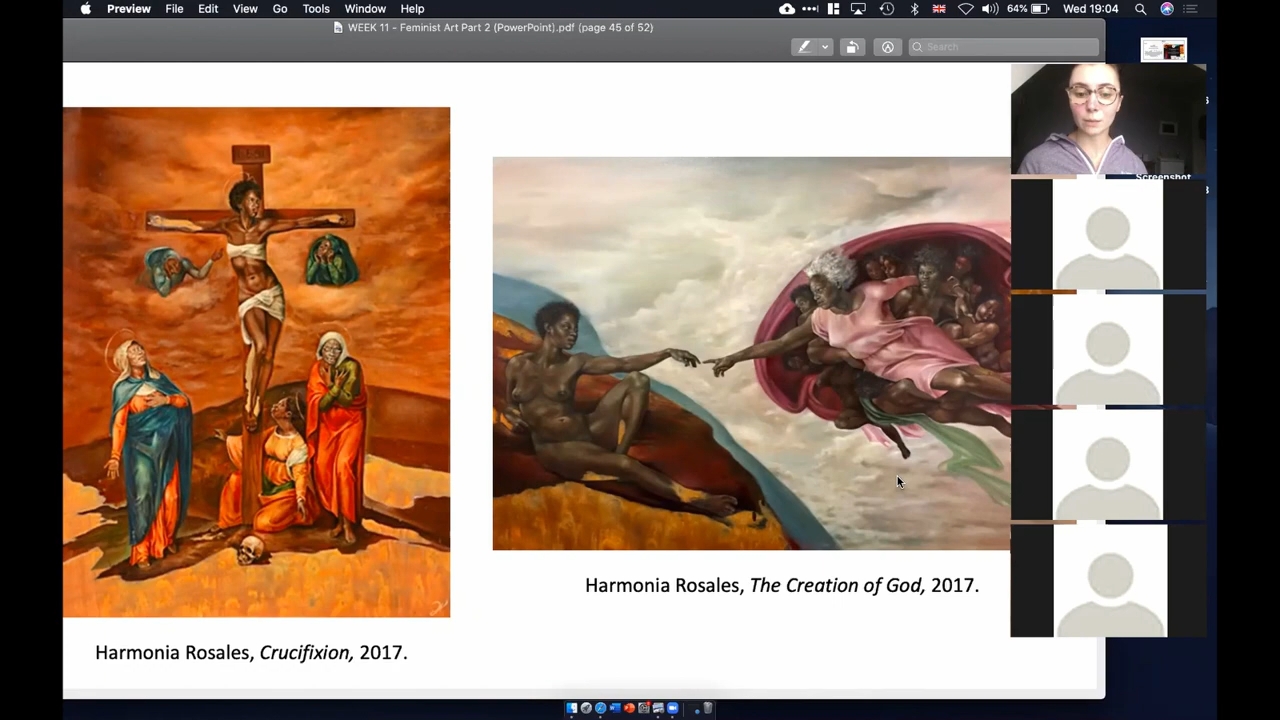 Preview File Edit View Go Tools Window Help 64% Wed 19:04
WEEK 11 - Feminist Art Part 2 (PowerPoint).pdf (page 45 of 52)
Search
Screenshot
Harmonia Rosales, The Creation of God, 2017.
Harmonia Rosales, Crucifixion, 2017.